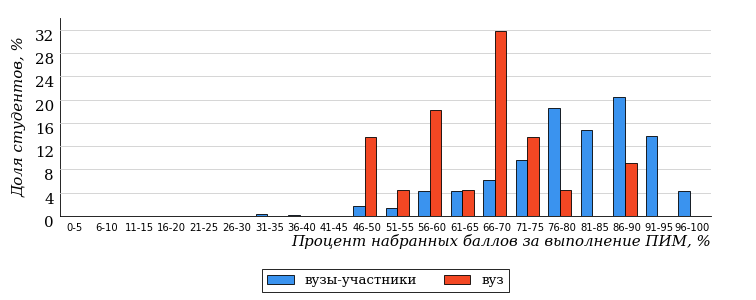 Доля студентов, %
32
28
24
20
16
12
8
4
0
0-5 6-10 11-15 16-20 21-25 26-30 31-35 36-40 41-45 46-50 51-55 56-60 61-65 66-70 71-75 76-80 81-85 86-90 91-95 96-100
Процент набранных баллов за выполнение ПИМ, %
вузы-участники вуз